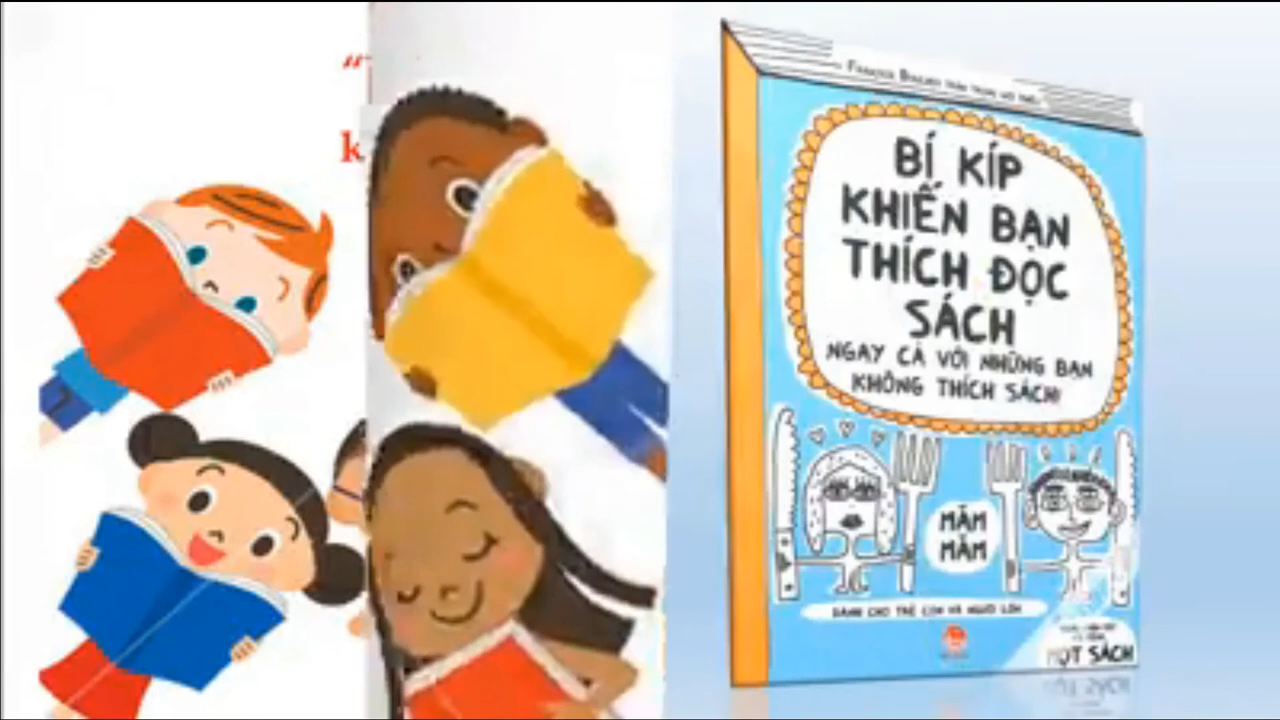 “
k
BÍ KÍP
KHIẾN BẠN
THÍCH ĐỌC
SÁCH
NGAY CẢ VỚI NHỮNG BẠN
KHÔNG THÍCH SÁCH!
MĂM
MĂM
DÀNH CHO TRẺ CON VÀ NGƯỜI LỚN
MỌT SÁCH